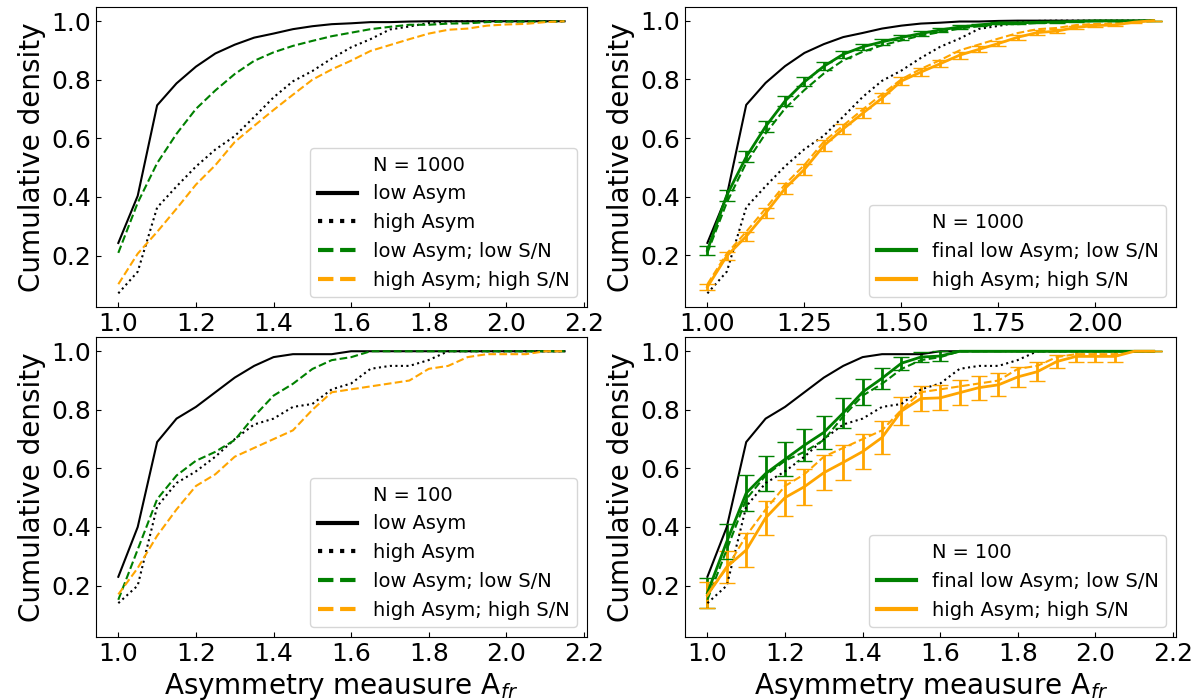 Cumulative density
1.0
0.8
0.6
0.4
0.2
1.0 1.2 1.4 1.6 1.8 2.0 2.2
N = 1000
low Asym
high Asym
low Asym; low S/N
high Asym; high S/N
Cumulative density
1.0
0.8
0.6
0.4
0.2
1.00 1.25 1.50 1.75 2.00
N = 1000
final low Asym; low S/N
high Asym; high S/N
Cumulative density
1.0
0.8
0.6
0.4
0.2
1.0 1.2 1.4 1.6 1.8 2.0 2.2
N = 100
low Asym
high Asym
low Asym; low S/N
high Asym; high S/N
Asymmetry meausure A_fr
Cumulative density
1.0
0.8
0.6
0.4
0.2
1.0 1.2 1.4 1.6 1.8 2.0 2.2
N = 100
final low Asym; low S/N
high Asym; high S/N
Asymmetry meausure A_fr